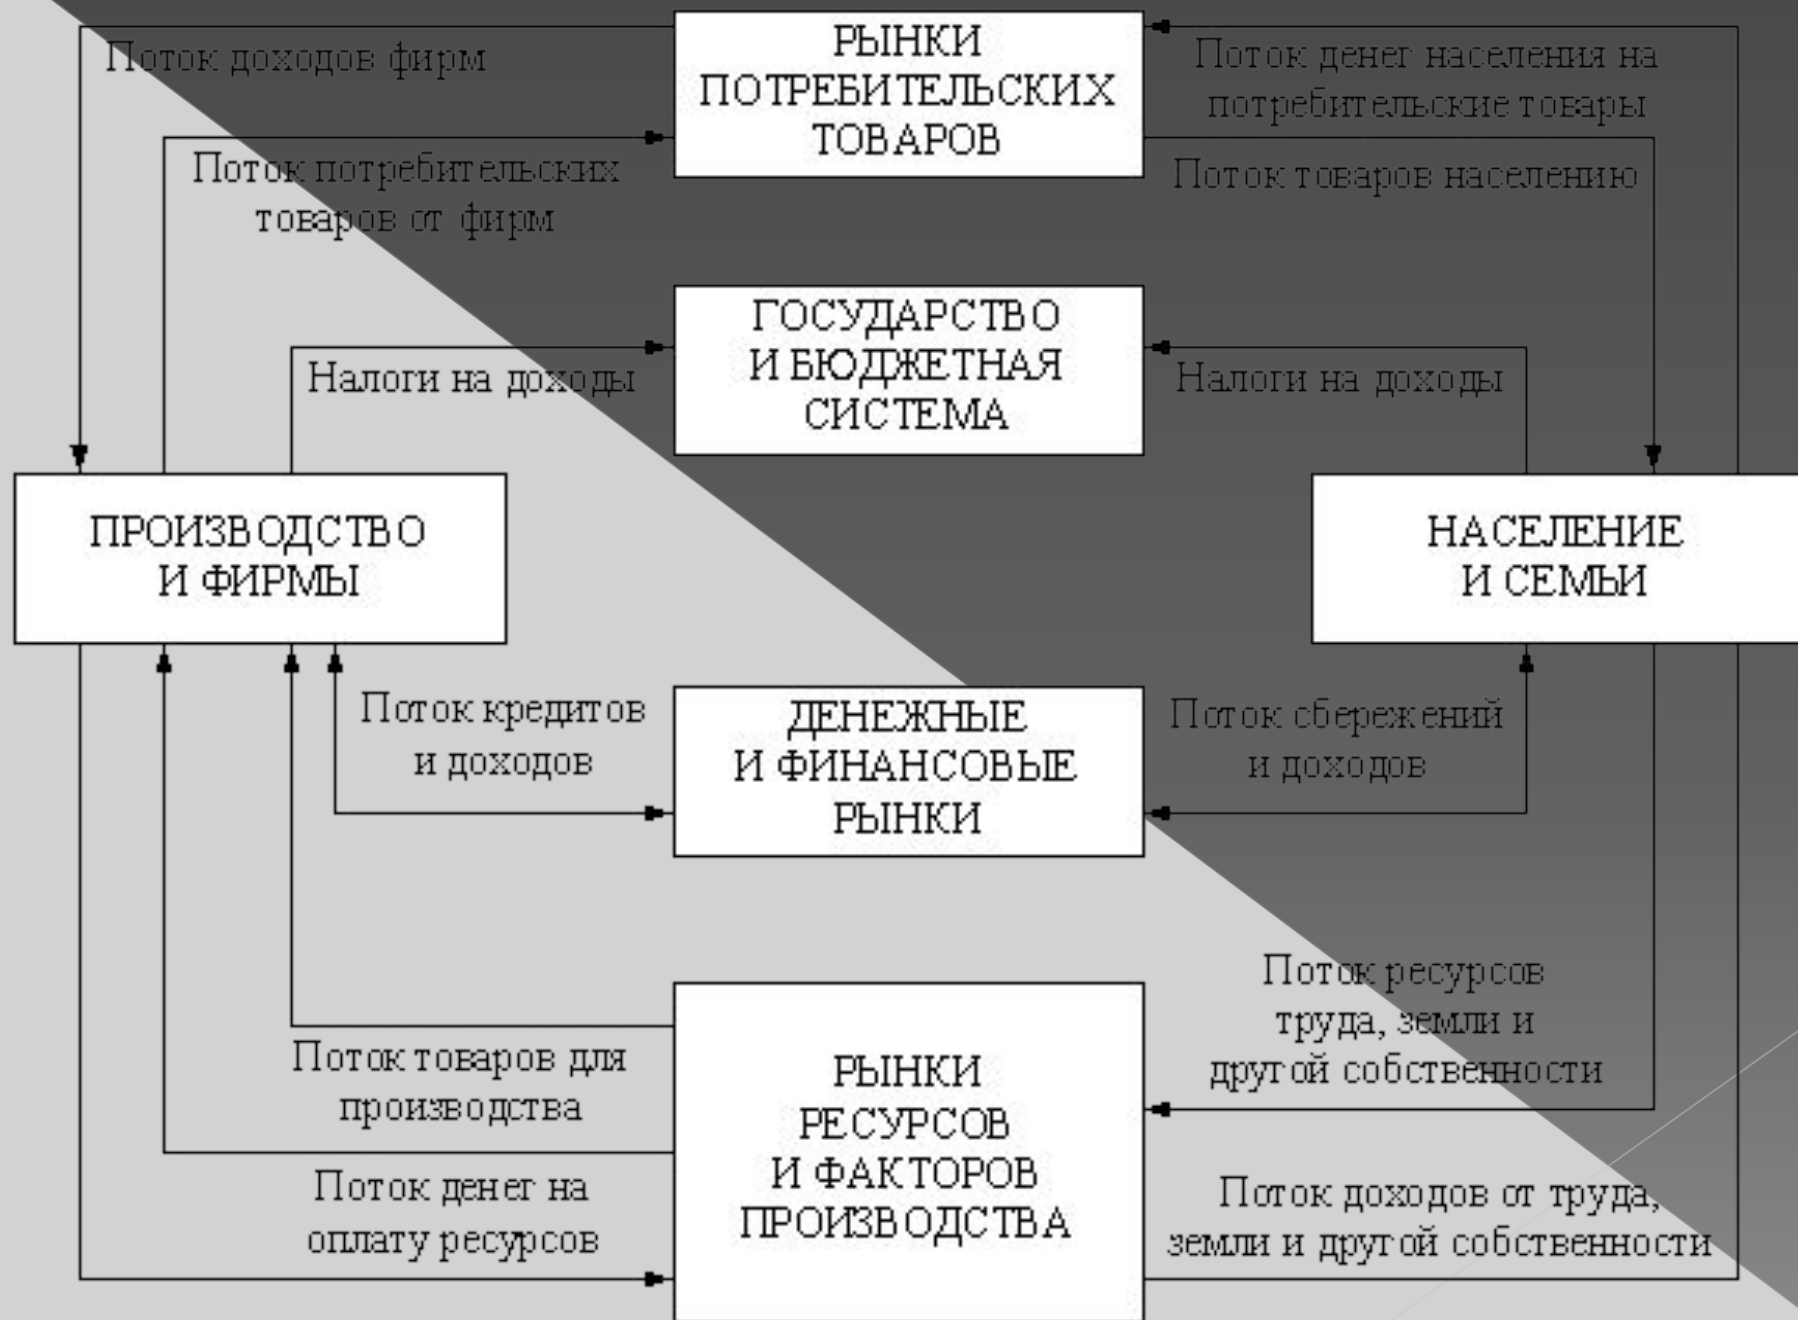 РЫНКИ
ПОТРЕБИТЕЛЬСКИХ
ТОВАРОВ
Поток доходов фирм
Поток денег населения на
потребительские товары
Поток потребительских
товаров от фирм
Поток товаров населению
ГОСУДАРСТВО
И БЮДЖЕТНАЯ
СИСТЕМА
Налоги на доходы
Налоги на доходы
ПРОИЗВОДСТВО
И ФИРМЫ
НАСЕЛЕНИЕ
И СЕМЬИ
Поток кредитов
и доходов
ДЕНЕЖНЫЕ
И ФИНАНСОВЫЕ
РЫНКИ
Поток сбережений
и доходов
Поток ресурсов
труда, земли и
другой собственности
Поток товаров для
производства
РЫНКИ
РЕСУРСОВ
И ФАКТОРОВ
ПРОИЗВОДСТВА
Поток денег на
оплату ресурсов
Поток доходов от труда,
земли и другой собственности